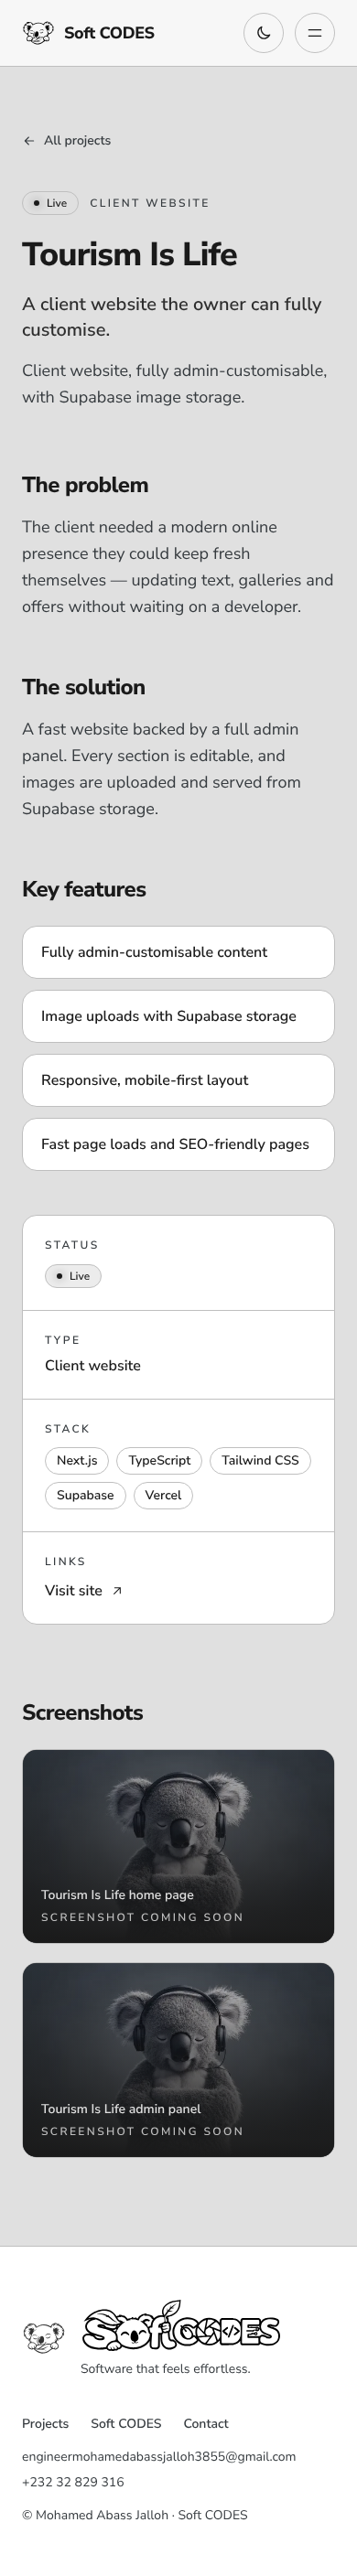 Soft CODES
← All projects
Live CLIENT WEBSITE
Tourism Is Life
A client website the owner can fully
customise.
Client website, fully admin-customisable,
with Supabase image storage.
The problem
The client needed a modern online
presence they could keep fresh
themselves — updating text, galleries and
offers without waiting on a developer.
The solution
A fast website backed by a full admin
panel. Every section is editable, and
images are uploaded and served from
Supabase storage.
Key features
Fully admin-customisable content
Image uploads with Supabase storage
Responsive, mobile-first layout
Fast page loads and SEO-friendly pages
STATUS
Live
TYPE
Client website
STACK
Next.js TypeScript Tailwind CSS
Supabase Vercel
LINKS
Visit site ↗
Screenshots
Tourism Is Life home page
SCREENSHOT COMING SOON
Tourism Is Life admin panel
SCREENSHOT COMING SOON
SoftCODES
Software that feels effortless.
Projects Soft CODES Contact
engineermohamedabassjalloh3855@gmail.com
+232 32 829 316
© Mohamed Abass Jalloh · Soft CODES